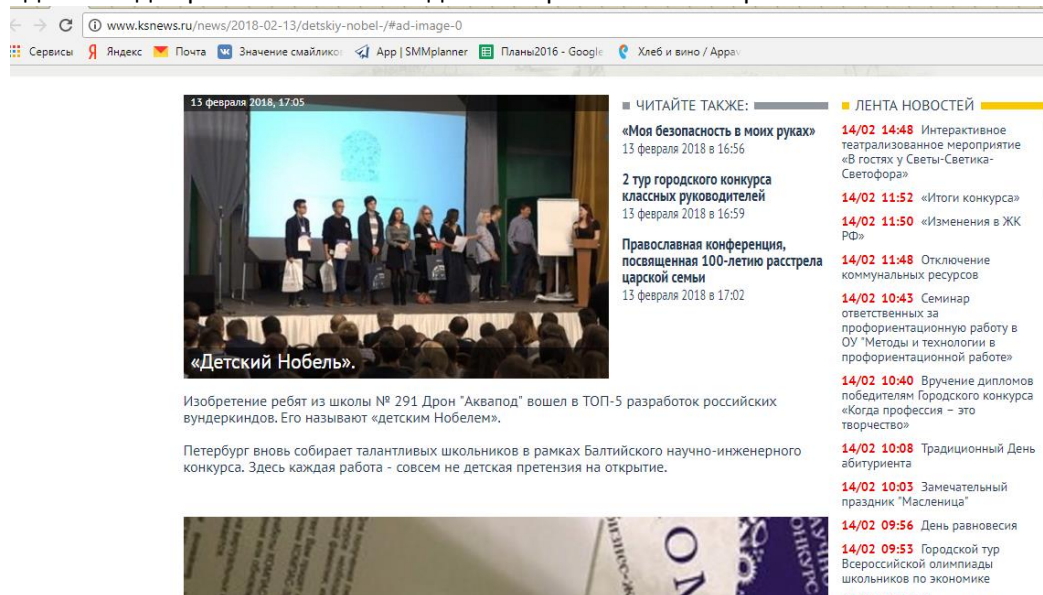 www.ksnews.ru/news/2018-02-13/detskiy-nobel-/#ad-image-0
Сервисы Яндекс Почта Значение смайлико App | SMMplanner Планы2016 - Google Хлеб и вино / Appav
13 февраля 2018, 17:05
«Детский Нобель».
Изобретение ребят из школы № 291 Дрон "Аквапод" вошел в ТОП-5 разработок российских
вундеркиндов. Его называют «детским Нобелем».
Петербург вновь собирает талантливых школьников в рамках Балтийского научно-инженерного
конкурса. Здесь каждая работа - совсем не детская претензия на открытие.
ЧИТАЙТЕ ТАКЖЕ:
«Моя безопасность в моих руках»
13 февраля 2018 в 16:56
2 тур городского конкурса
классных руководителей
13 февраля 2018 в 16:59
Православная конференция,
посвященная 100-летию расстрела
царской семьи
13 февраля 2018 в 17:02
ЛЕНТА НОВОСТЕЙ
14/02 14:48 Интерактивное
театрализованное мероприятие
«В гостях у Светы-Светика-
Светофора»
14/02 11:52 «Итоги конкурса»
14/02 11:50 «Изменения в ЖК
РФ»
14/02 11:48 Отключение
коммунальных ресурсов
14/02 10:43 Семинар
ответственных за
профориентационную работу в
ОУ "Методы и технологии в
профориентационной работе»
14/02 10:40 Вручение дипломов
победителям Городского конкурса
«Когда профессия – это
творчество»
14/02 10:08 Традиционный День
абитуриента
14/02 10:03 Замечательный
праздник "Масленица"
14/02 09:56 День равновесия
14/02 09:53 Городской тур
Всероссийской олимпиады
школьников по экономике